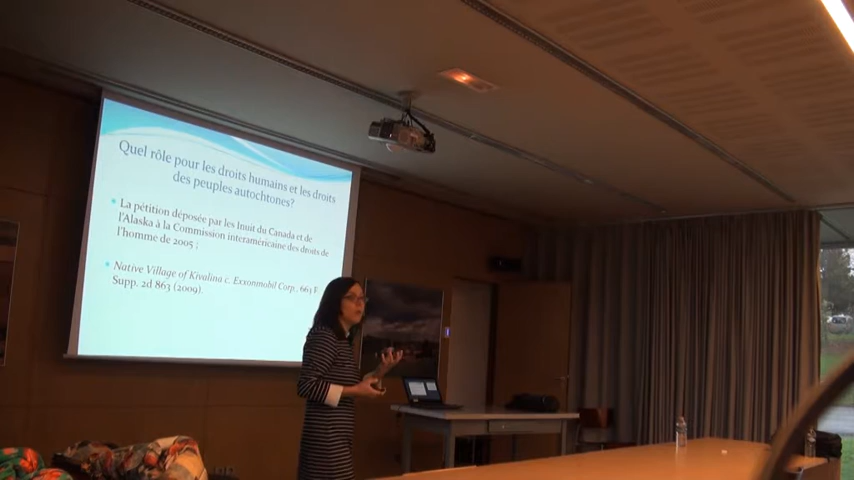 Quel rôle pour les droits humains et les droits
des peuples autochtones?
La pétition déposée par les Inuit du Canada et de
l'Alaska à la Commission interaméricaine des droits de
l'homme de 2005 ;
Native Village of Kivalina c. Exxonmobil Corp., 663 F.
Supp. 2d 863 (2009).